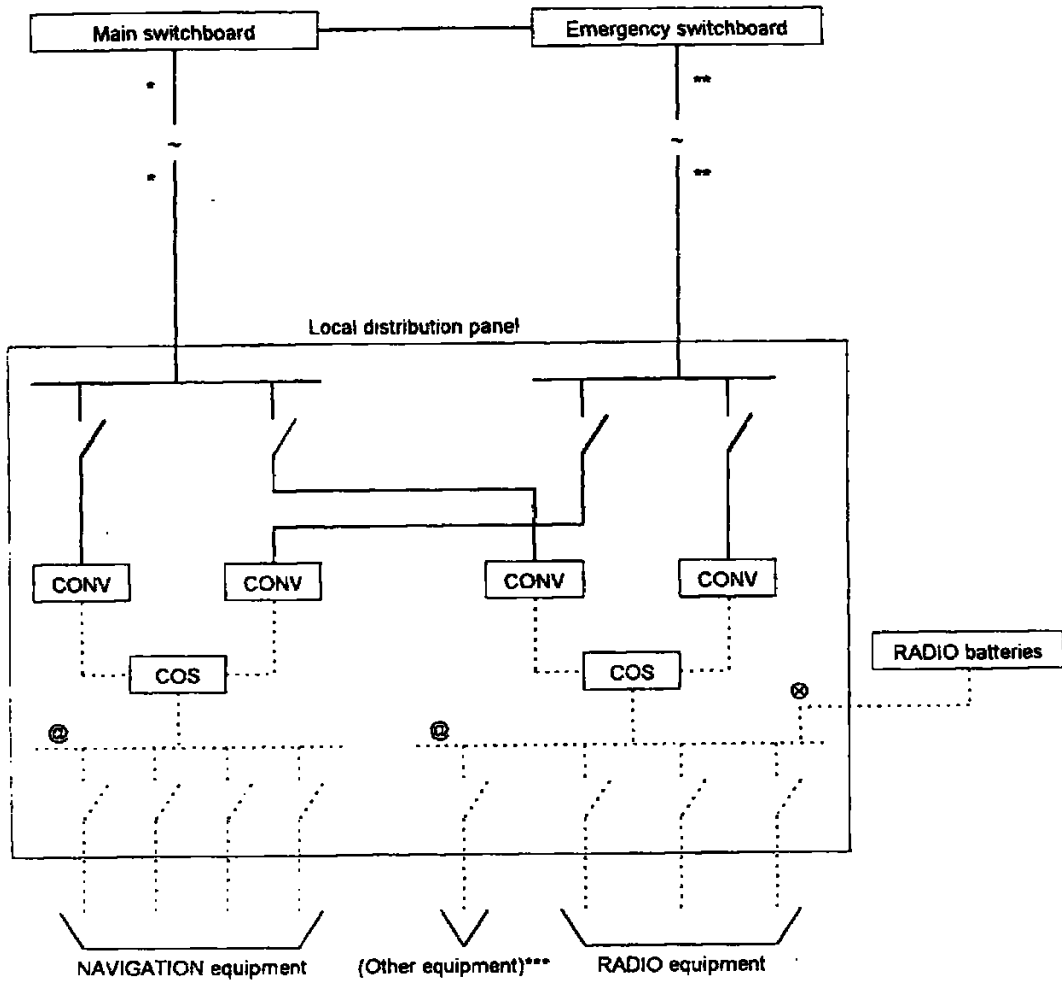 Main switchboard
Emergency switchboard
*
**
~
~
*
**
Local distribution panel
CONV
CONV
CONV
CONV
COS
COS
RADIO batteries
⊗
@
@
NAVIGATION equipment
(Other equipment)***
RADIO equipment